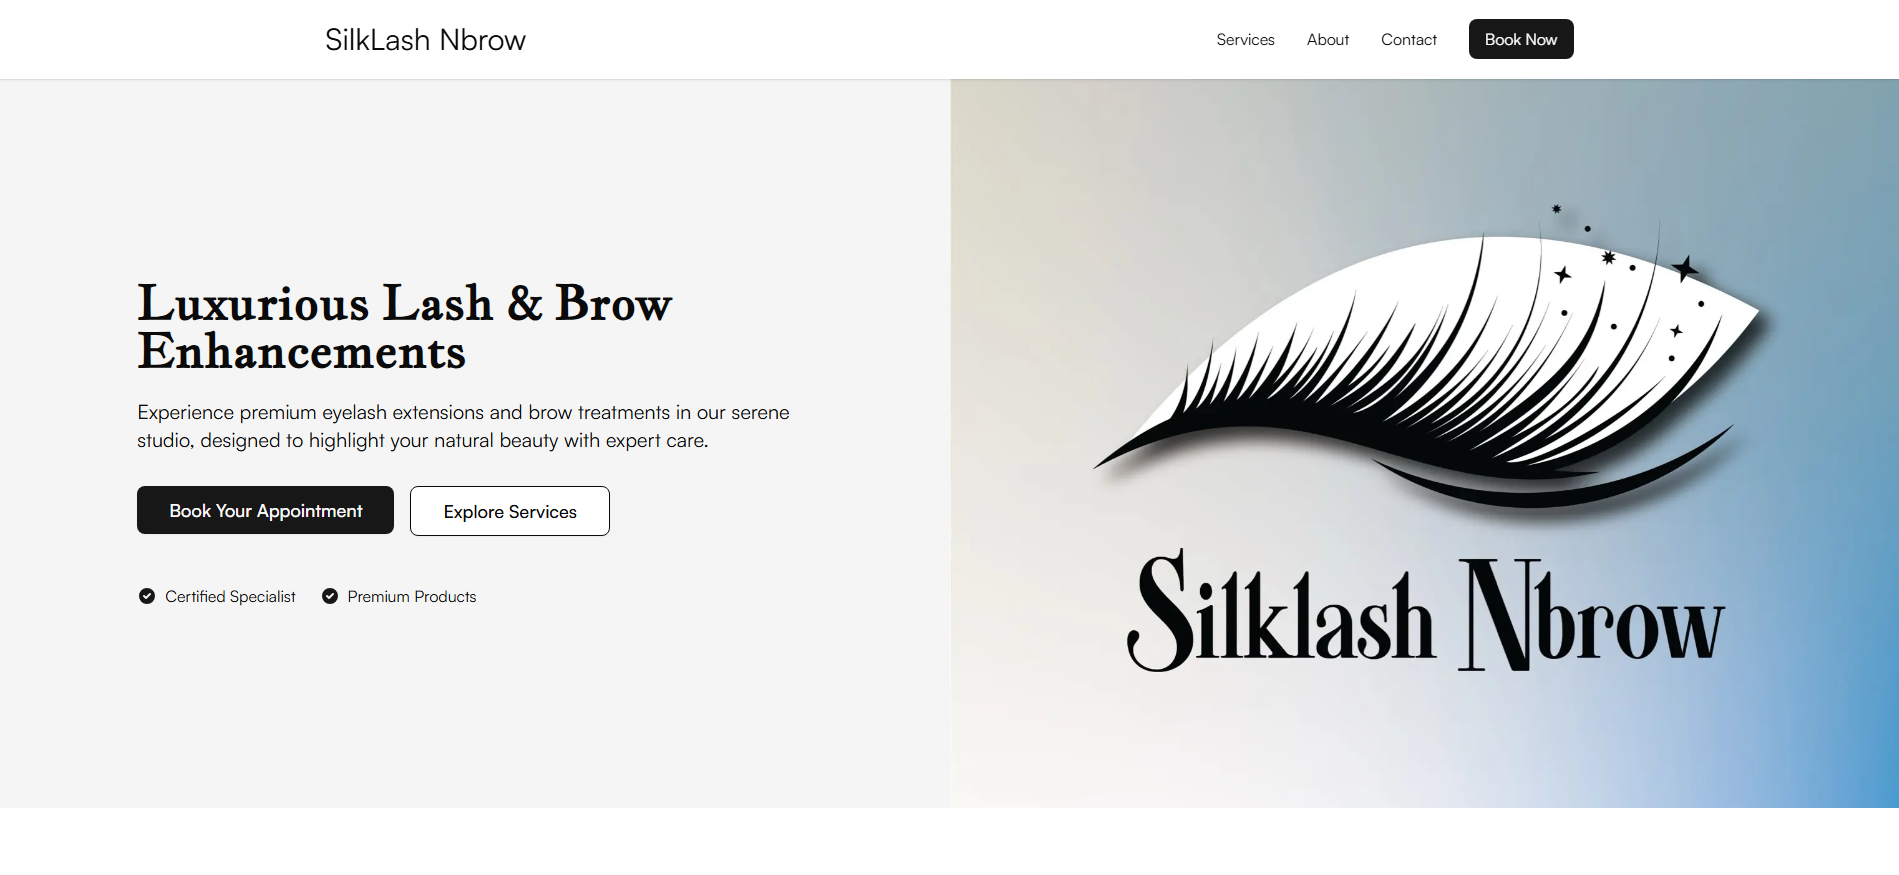 SilkLash Nbrow
Services
About
Contact
Book Now
Luxurious Lash & Brow
Enhancements
Experience premium eyelash extensions and brow treatments in our serene
studio, designed to highlight your natural beauty with expert care.
Book Your Appointment
Explore Services
Certified Specialist
Premium Products
Silklash Nbrow